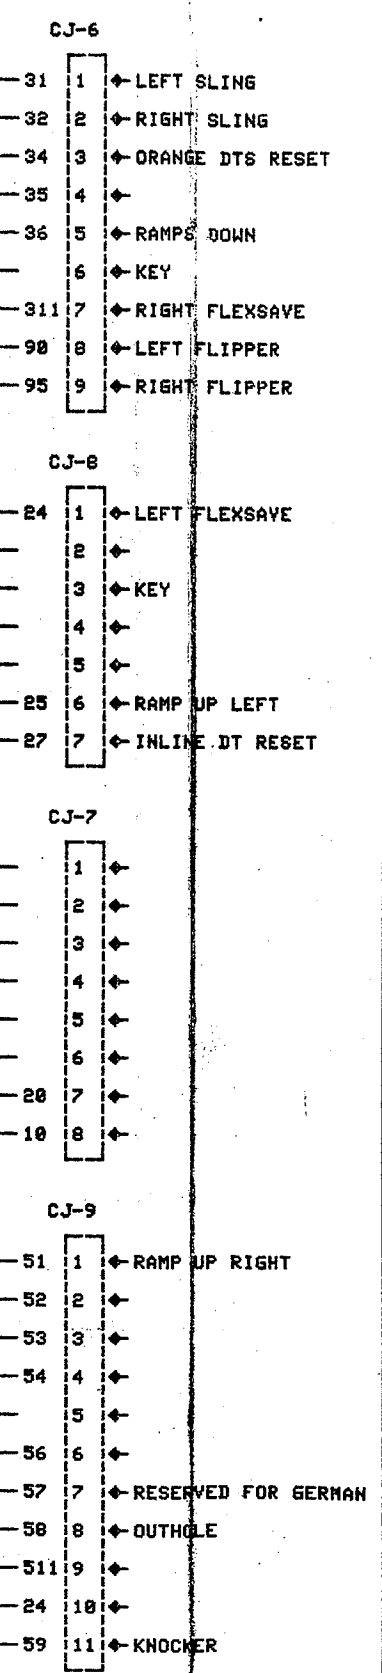 CJ-6
31 1 LEFT SLING
32 2 RIGHT SLING
34 3 ORANGE DTS RESET
35 4
36 5 RAMPS DOWN
6 KEY
311 7 RIGHT FLEXSAVE
90 8 LEFT FLIPPER
95 9 RIGHT FLIPPER
CJ-8
24 1 LEFT FLEXSAVE
2
3 KEY
4
5
25 6 RAMP UP LEFT
27 7 INLINE DT RESET
CJ-7
1
2
3
4
5
6
20 7
10 8
CJ-9
51 1 RAMP UP RIGHT
52 2
53 3
54 4
5
56 6
57 7 RESERVED FOR GERMAN
58 8 OUTHOLE
511 9
24 10
59 11 KNOCKER